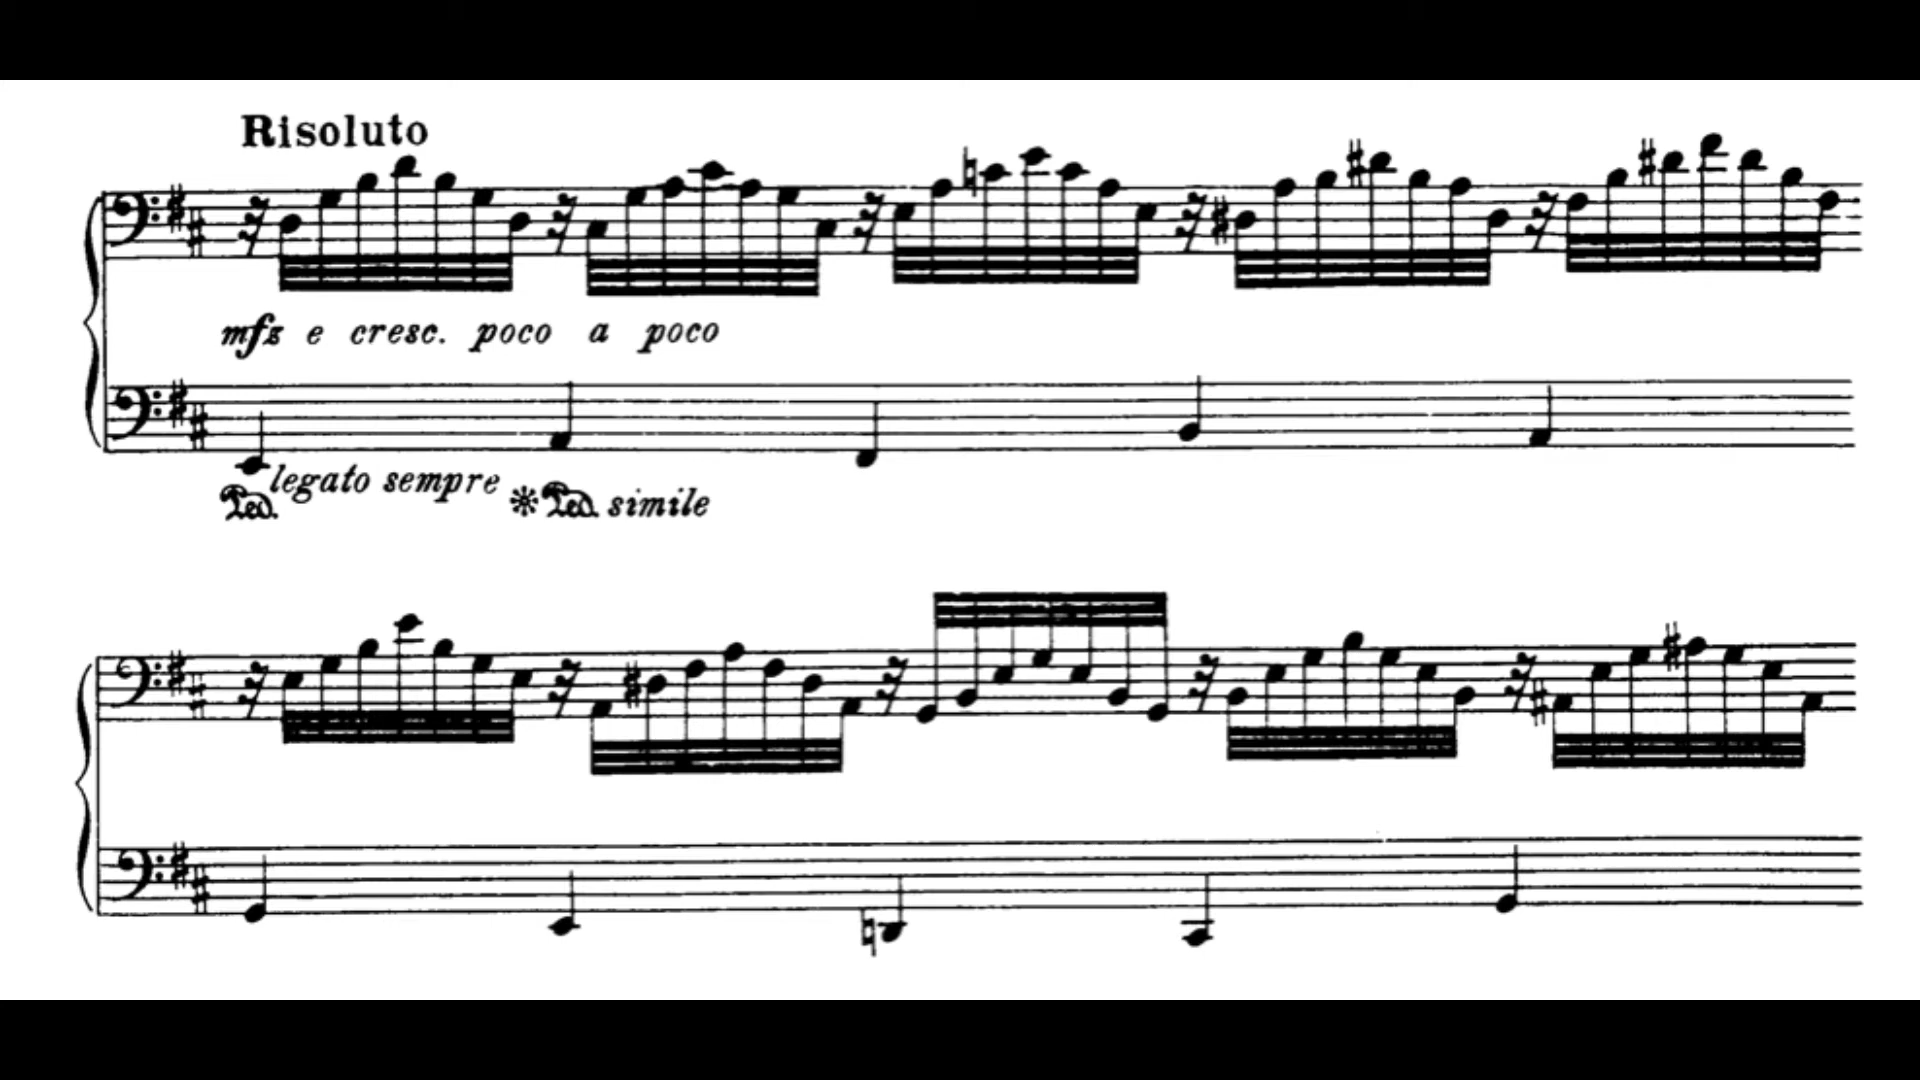 Risoluto
mfz e cresc. poco a poco
legato sempre
Ped. * Ped. simile